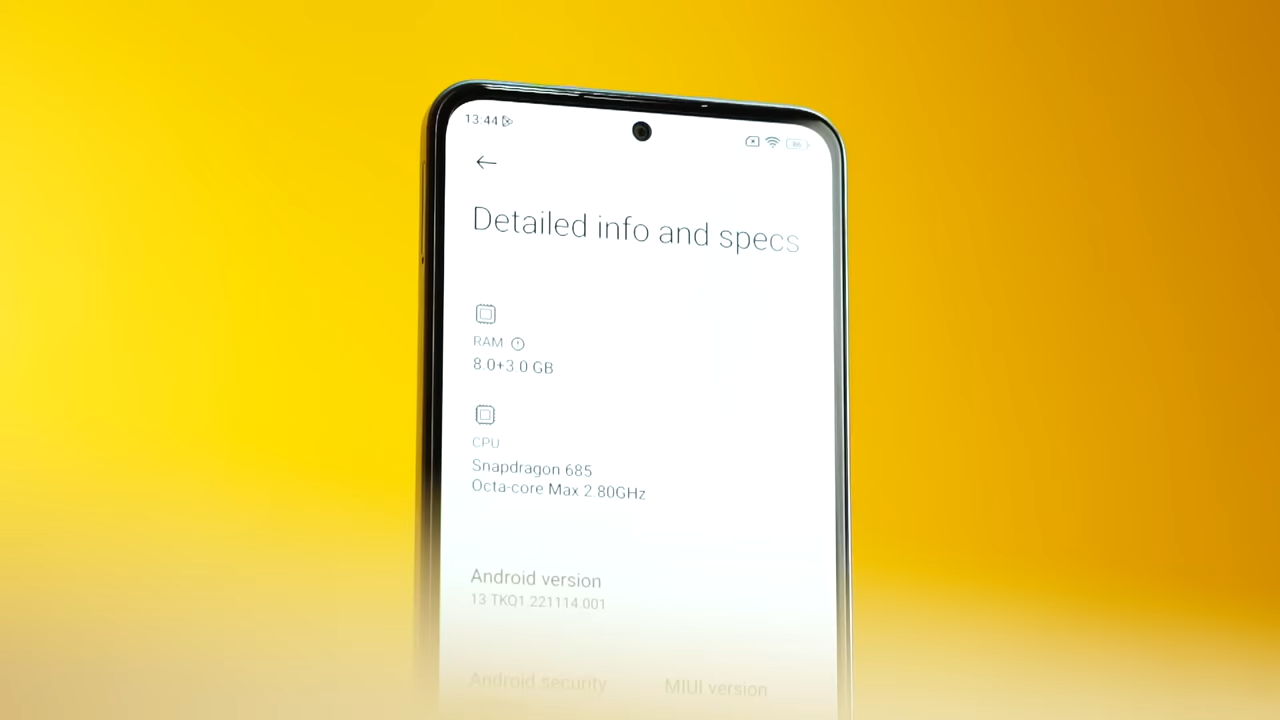 13:44
86
Detailed info and specs
RAM
8.0+3.0 GB
CPU
Snapdragon 685
Octa-core Max 2.80GHz
Android version
13 TKQ1.221114.001
Android security
MIUI version